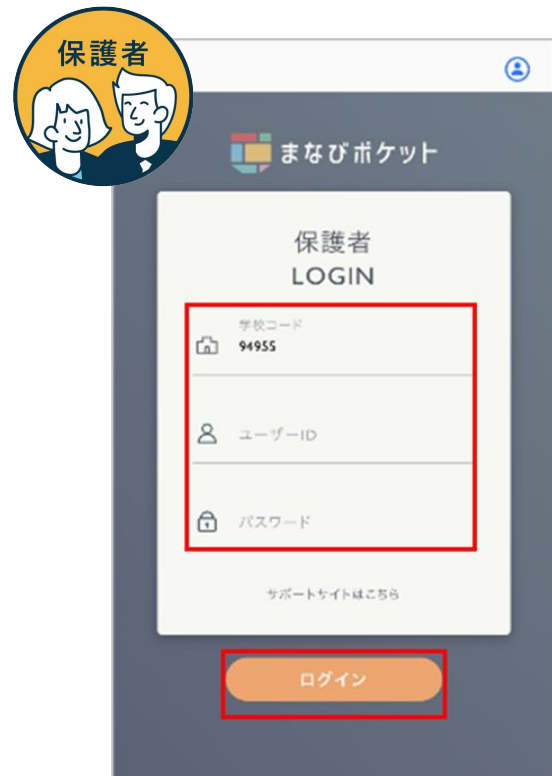 保護者
まなびポケット
保護者
LOGIN
学校コード
94955
ユーザーID
パスワード
サポートサイトはこちら
ログイン